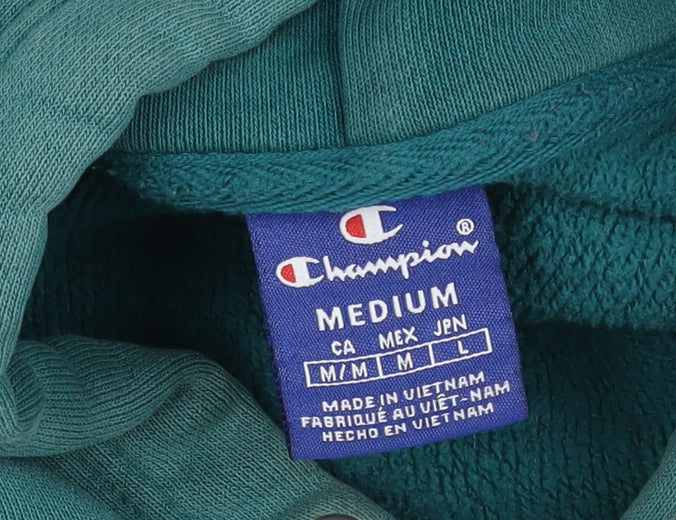 Champion®
MEDIUM
CA MEX JPN
M/M M L
MADE IN VIETNAM
FABRIQUÉ AU VIÊT-NAM
HECHO EN VIETNAM